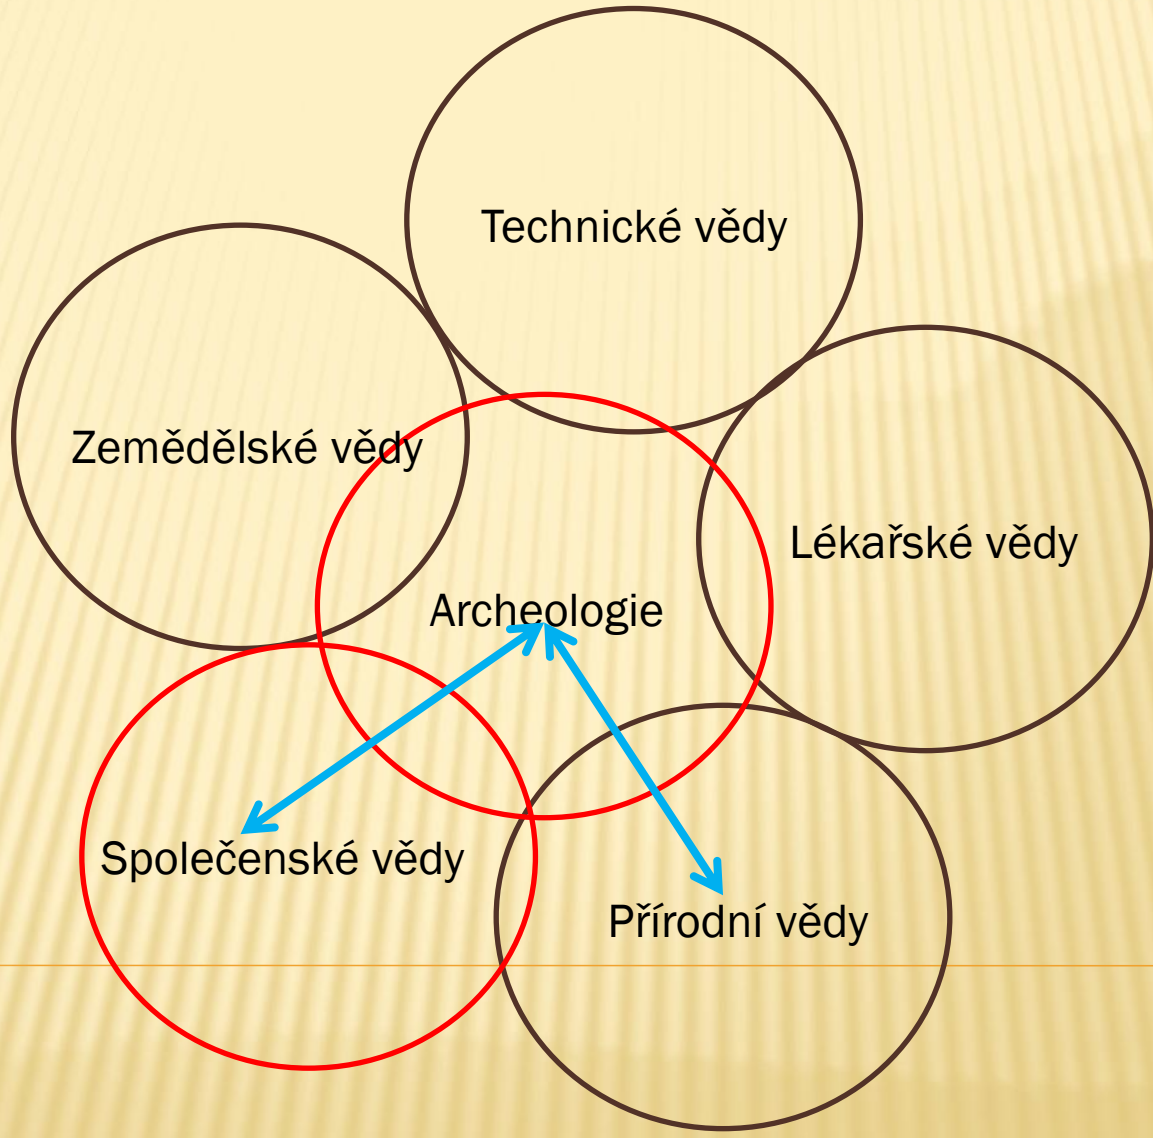 Technické vědy
Zemědělské vědy
Lékařské vědy
Archeologie
Společenské vědy
Přírodní vědy